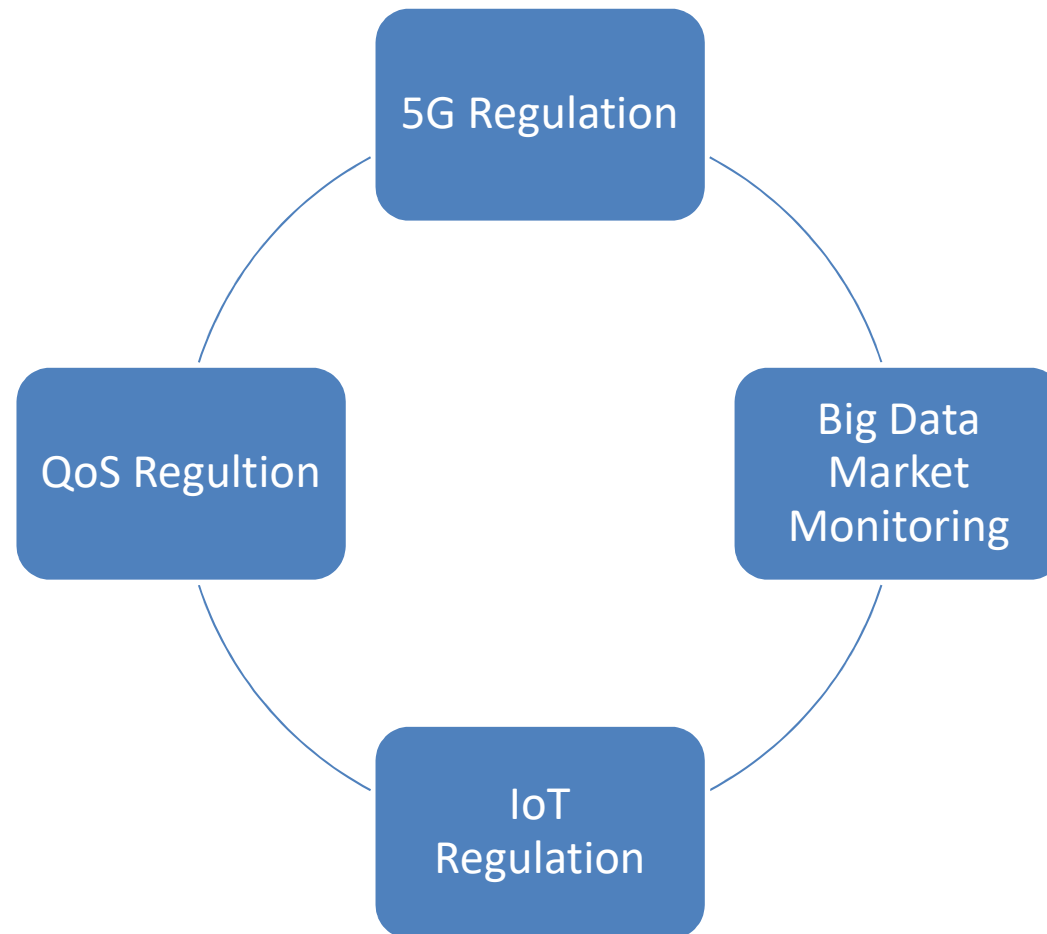 5G Regulation
QoS Regultion
Big Data
Market
Monitoring
IoT
Regulation